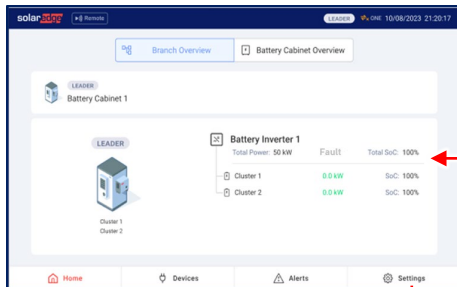 solaredge Remote LEADER ONE 10/08/2023 21:20:17
Branch Overview Battery Cabinet Overview
LEADER
Battery Cabinet 1
LEADER
Battery Inverter 1
Total Power: 50 kW Fault Total SoC: 100%
Cluster 1 0.0 kW SoC: 100%
Cluster 2 0.0 kW SoC: 100%
Cluster 1
Cluster 2
Home Devices Alerts Settings